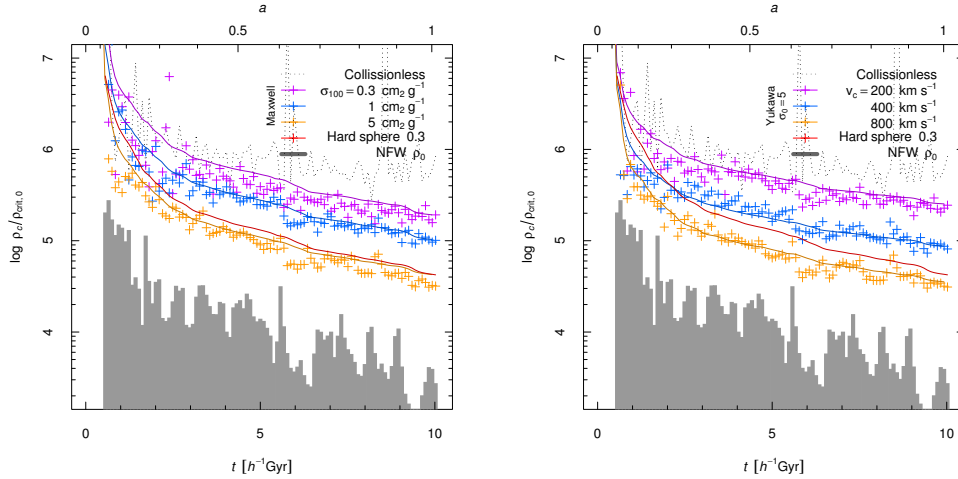 a
0
0.5
1
7
6
5
4
log ρc/ρcrit,0
Collissionless
Maxwell
σ100 = 0.3 cm2 g−1
1 cm2 g−1
5 cm2 g−1
Hard sphere 0.3
NFW ρ0
0
5
10
t [h−1Gyr]
a
0
0.5
1
7
6
5
4
log ρc/ρcrit,0
Collissionless
Yukawa
σ0 = 5
vc = 200 km s−1
400 km s−1
800 km s−1
Hard sphere 0.3
NFW ρ0
0
5
10
t [h−1Gyr]